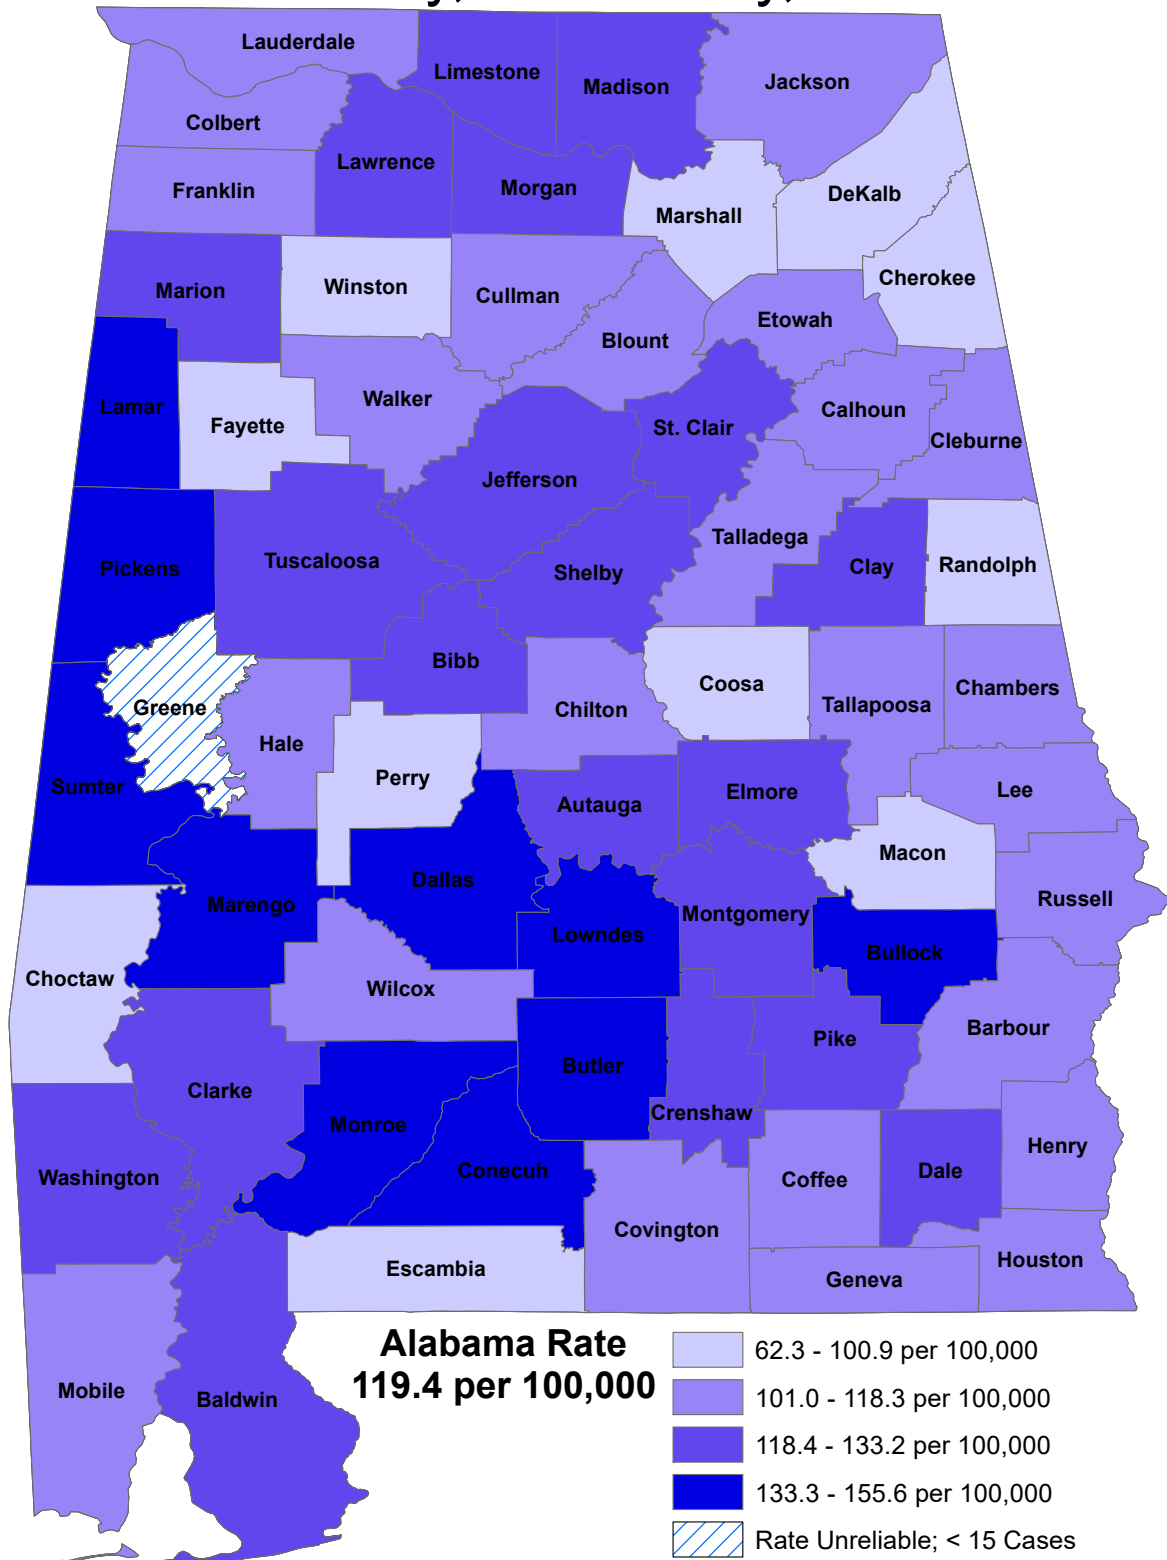 Lauderdale
Limestone
Madison
Jackson
Colbert
Lawrence
Franklin
Morgan
Marshall
DeKalb
Cherokee
Marion
Winston
Cullman
Blount
Etowah
Lamar
Fayette
Walker
St. Clair
Calhoun
Cleburne
Jefferson
Talladega
Pickens
Tuscaloosa
Shelby
Clay
Randolph
Bibb
Greene
Hale
Chilton
Coosa
Tallapoosa
Chambers
Sumter
Perry
Autauga
Elmore
Lee
Macon
Dallas
Marengo
Lowndes
Montgomery
Russell
Bullock
Choctaw
Wilcox
Barbour
Pike
Butler
Clarke
Monroe
Crenshaw
Henry
Washington
Conecuh
Coffee
Dale
Covington
Escambia
Geneva
Houston
Mobile
Baldwin
Alabama Rate
119.4 per 100,000
62.3 - 100.9 per 100,000
101.0 - 118.3 per 100,000
118.4 - 133.2 per 100,000
133.3 - 155.6 per 100,000
Rate Unreliable; < 15 Cases